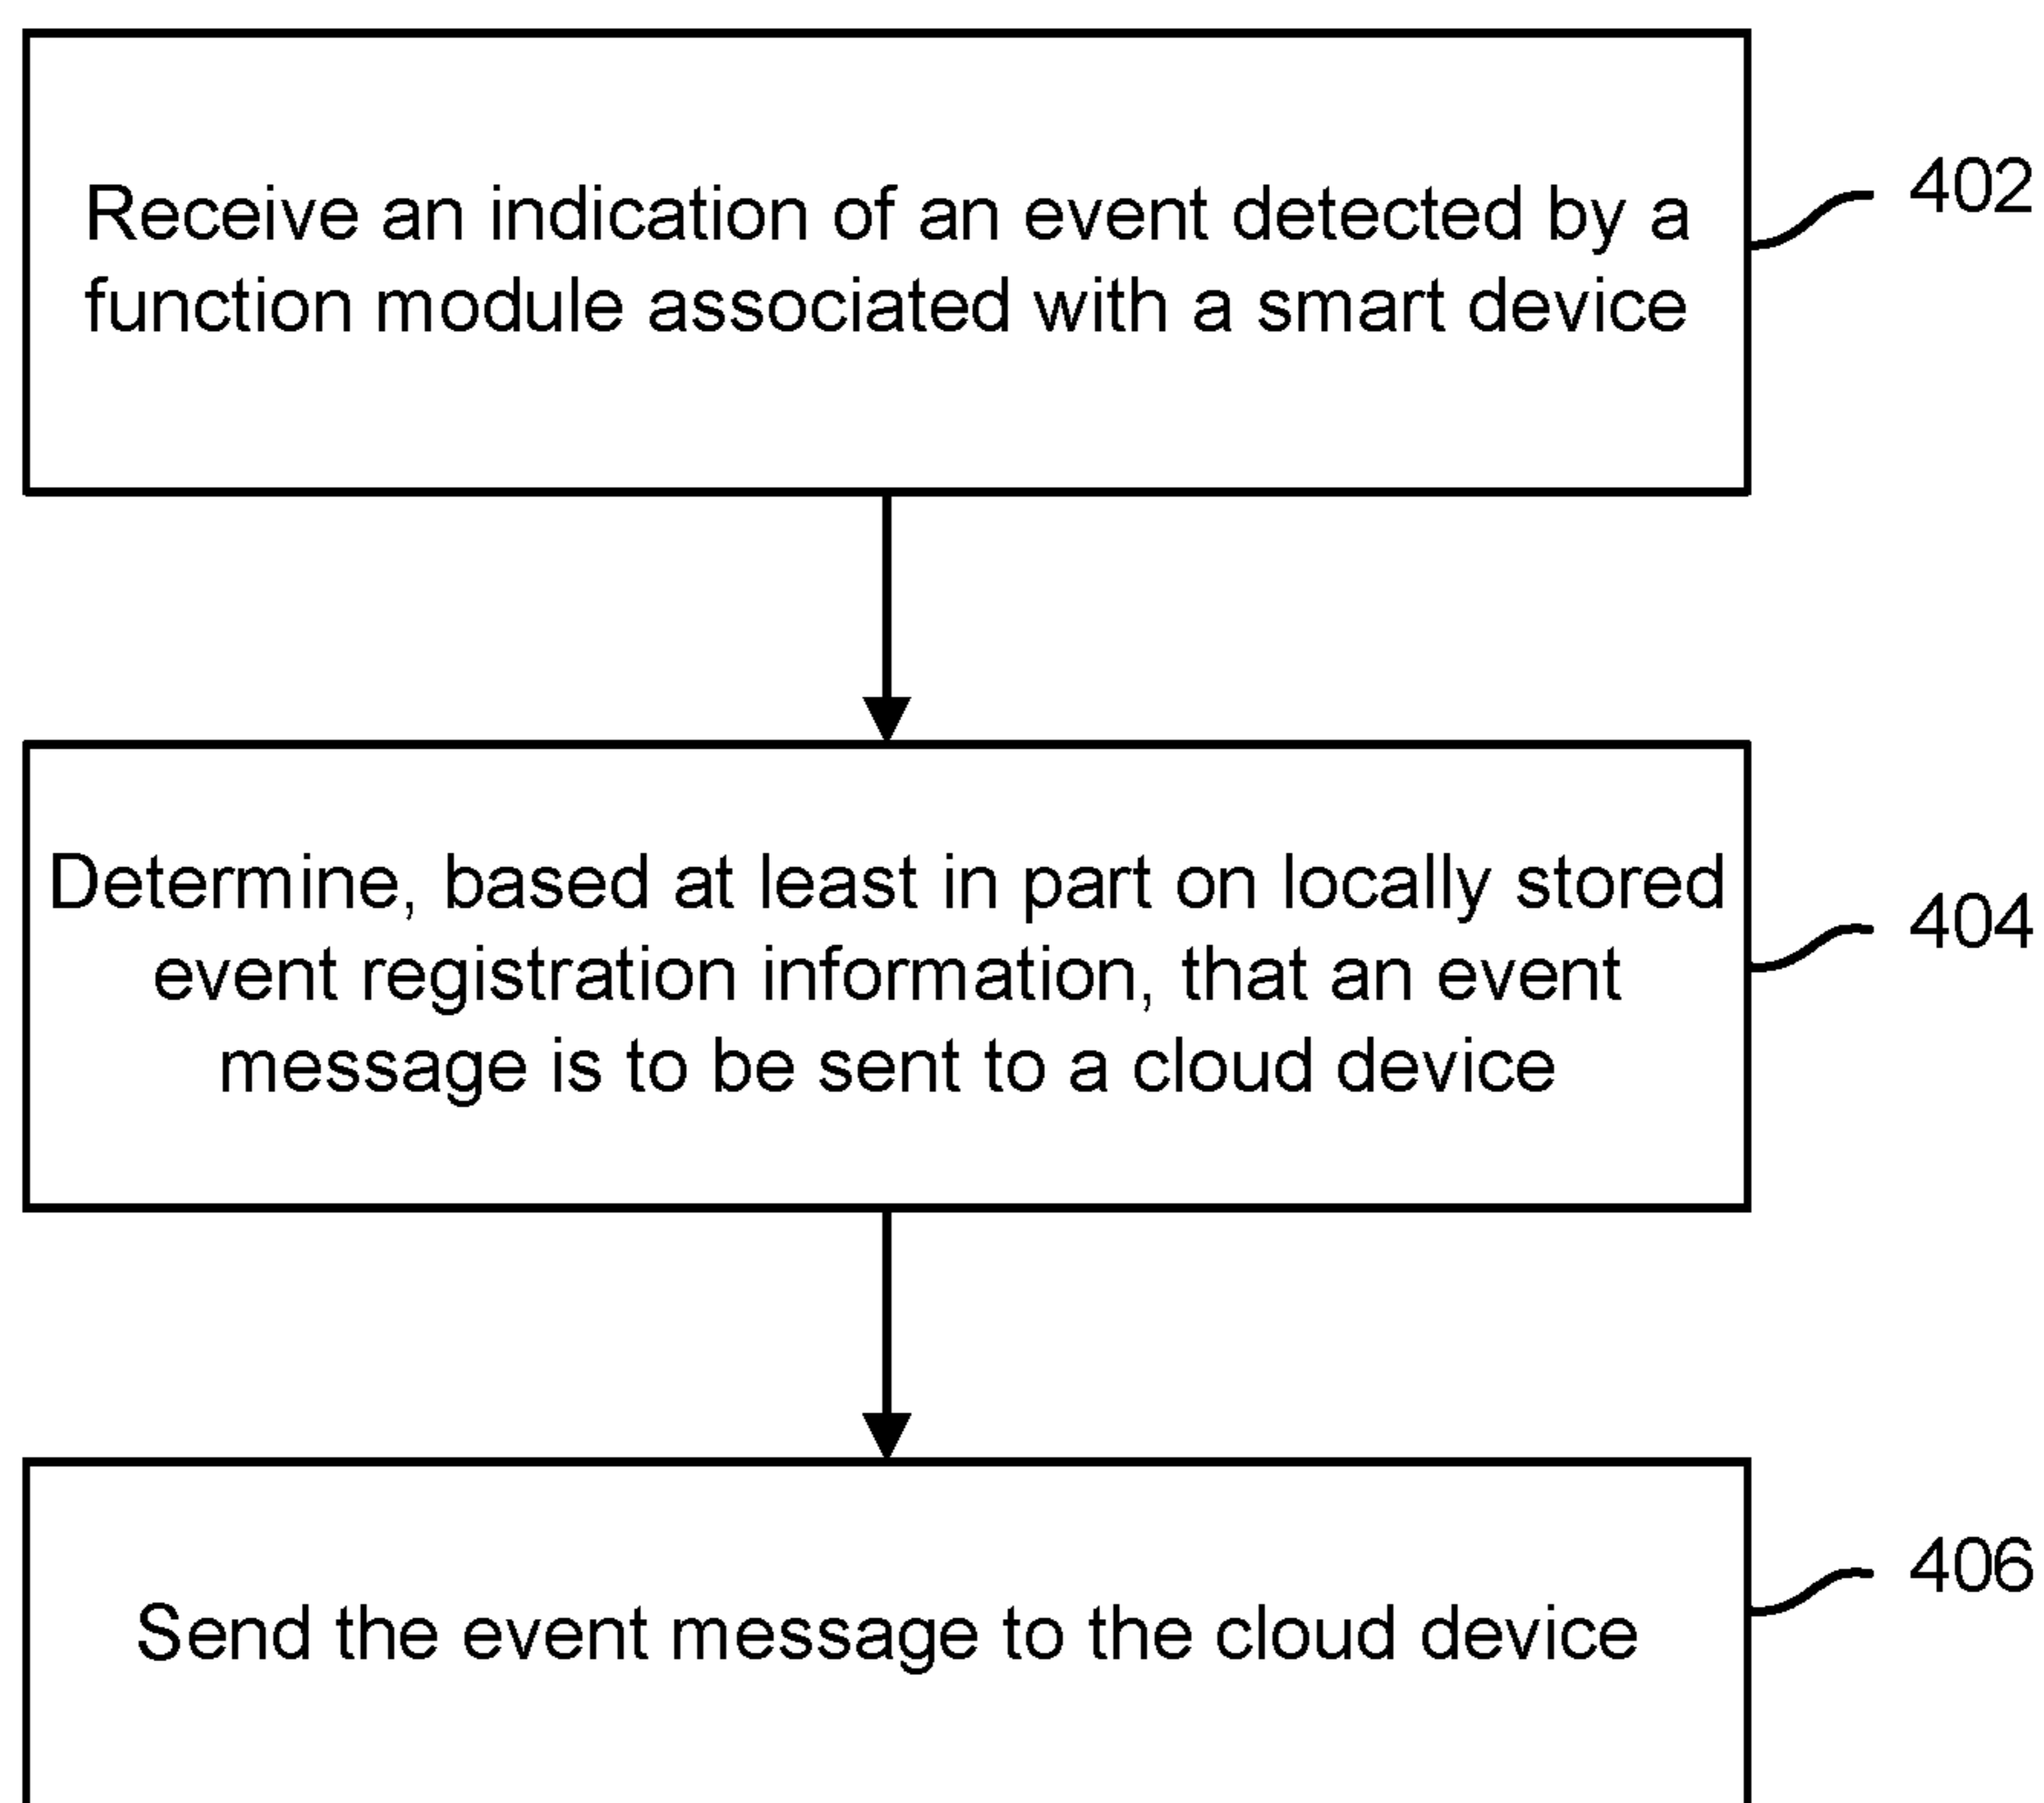 Receive an indication of an event detected by a
function module associated with a smart device
402
Determine, based at least in part on locally stored
event registration information, that an event
message is to be sent to a cloud device
404
Send the event message to the cloud device
406